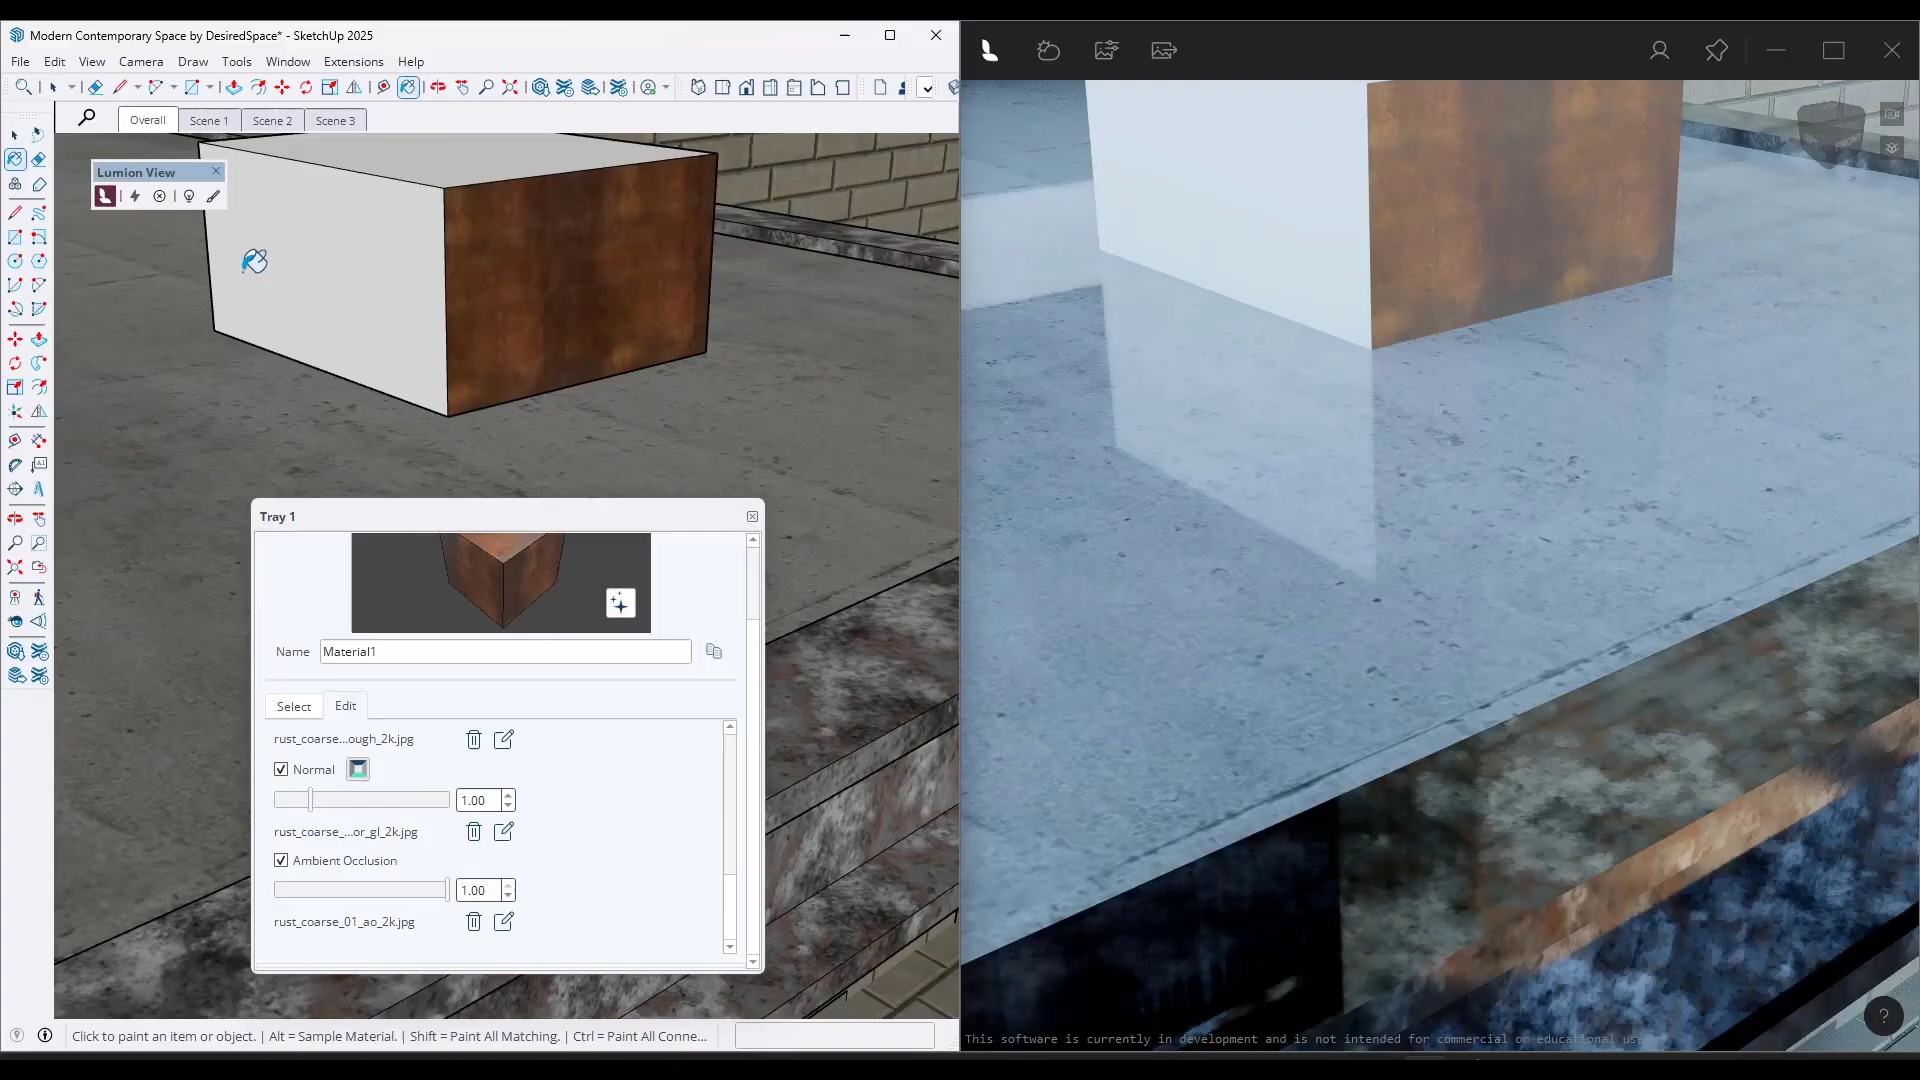 Modern Contemporary Space by DesiredSpace* - SketchUp 2025
File Edit View Camera Draw Tools Window Extensions Help
Overall Scene 1 Scene 2 Scene 3
Lumion View
Tray 1
Name Material1
Select Edit
rust_coarse...ough_2k.jpg
Normal
1.00
rust_coarse_...or_gl_2k.jpg
Ambient Occlusion
1.00
rust_coarse_01_ao_2k.jpg
Click to paint an item or object. | Alt = Sample Material. | Shift = Paint All Matching. | Ctrl = Paint All Conne...
This software is currently in development and is not intended for commercial or educational use